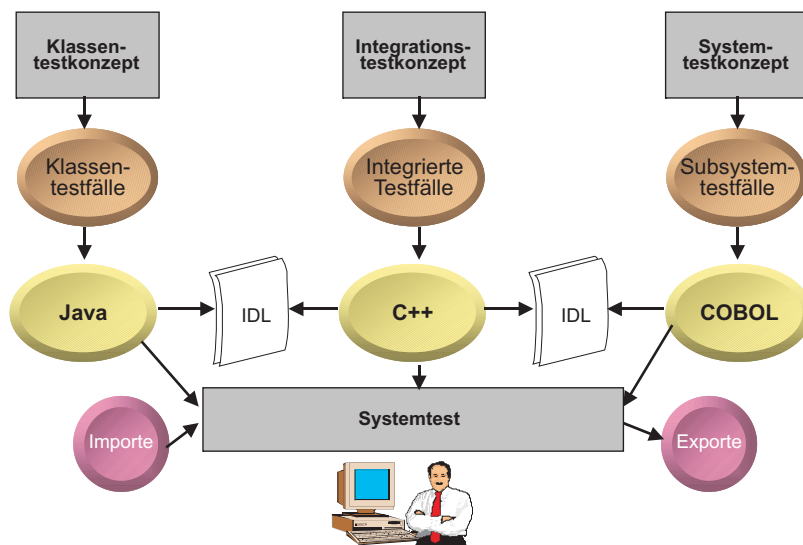 Klassen-
testkonzept
Integrations-
testkonzept
System-
testkonzept
Klassen-
testfälle
Integrierte
Testfälle
Subsystem-
testfälle
Java
IDL
C++
IDL
COBOL
Importe
Systemtest
Exporte